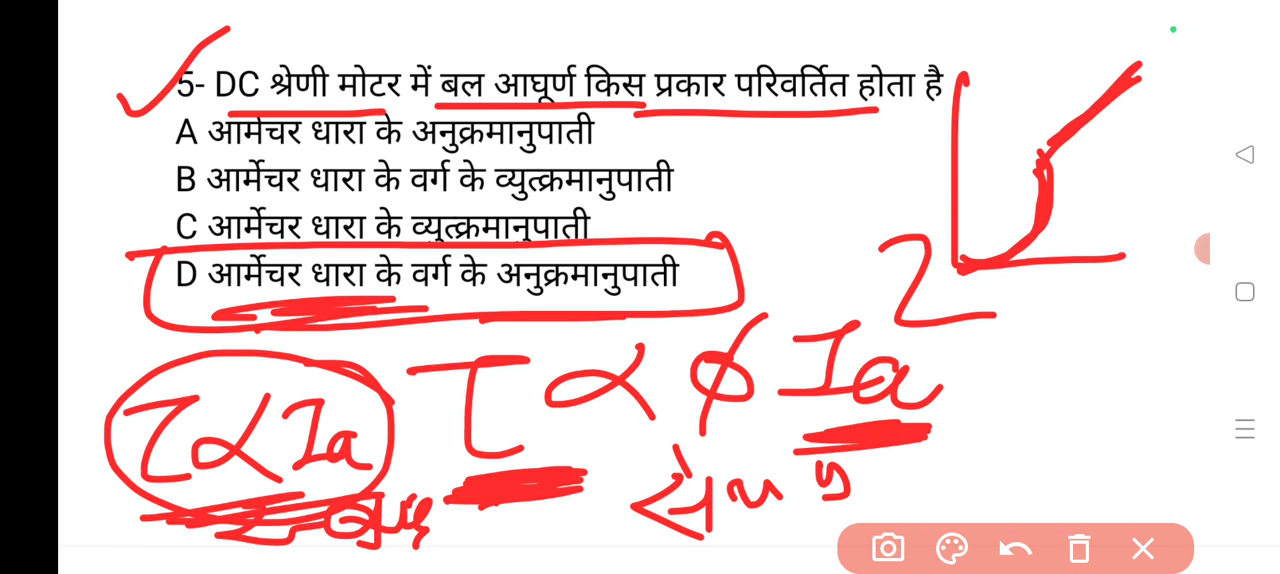 5- DC श्रेणी मोटर में बल आघूर्ण किस प्रकार परिवर्तित होता है
A आर्मेचर धारा के अनुक्रमानुपाती
B आर्मेचर धारा के वर्ग के व्युत्क्रमानुपाती
C आर्मेचर धारा के व्युत्क्रमानुपाती
D आर्मेचर धारा के वर्ग के अनुक्रमानुपाती
2
τ ∝ φ Ia
τ ∝ Ia